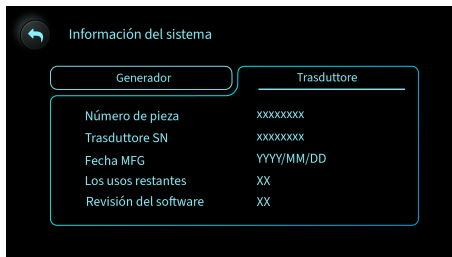 Información del sistema
Generador
Trasduttore
Número de pieza xxxxxxxx
Trasduttore SN xxxxxxxx
Fecha MFG YYYY/MM/DD
Los usos restantes XX
Revisión del software XX